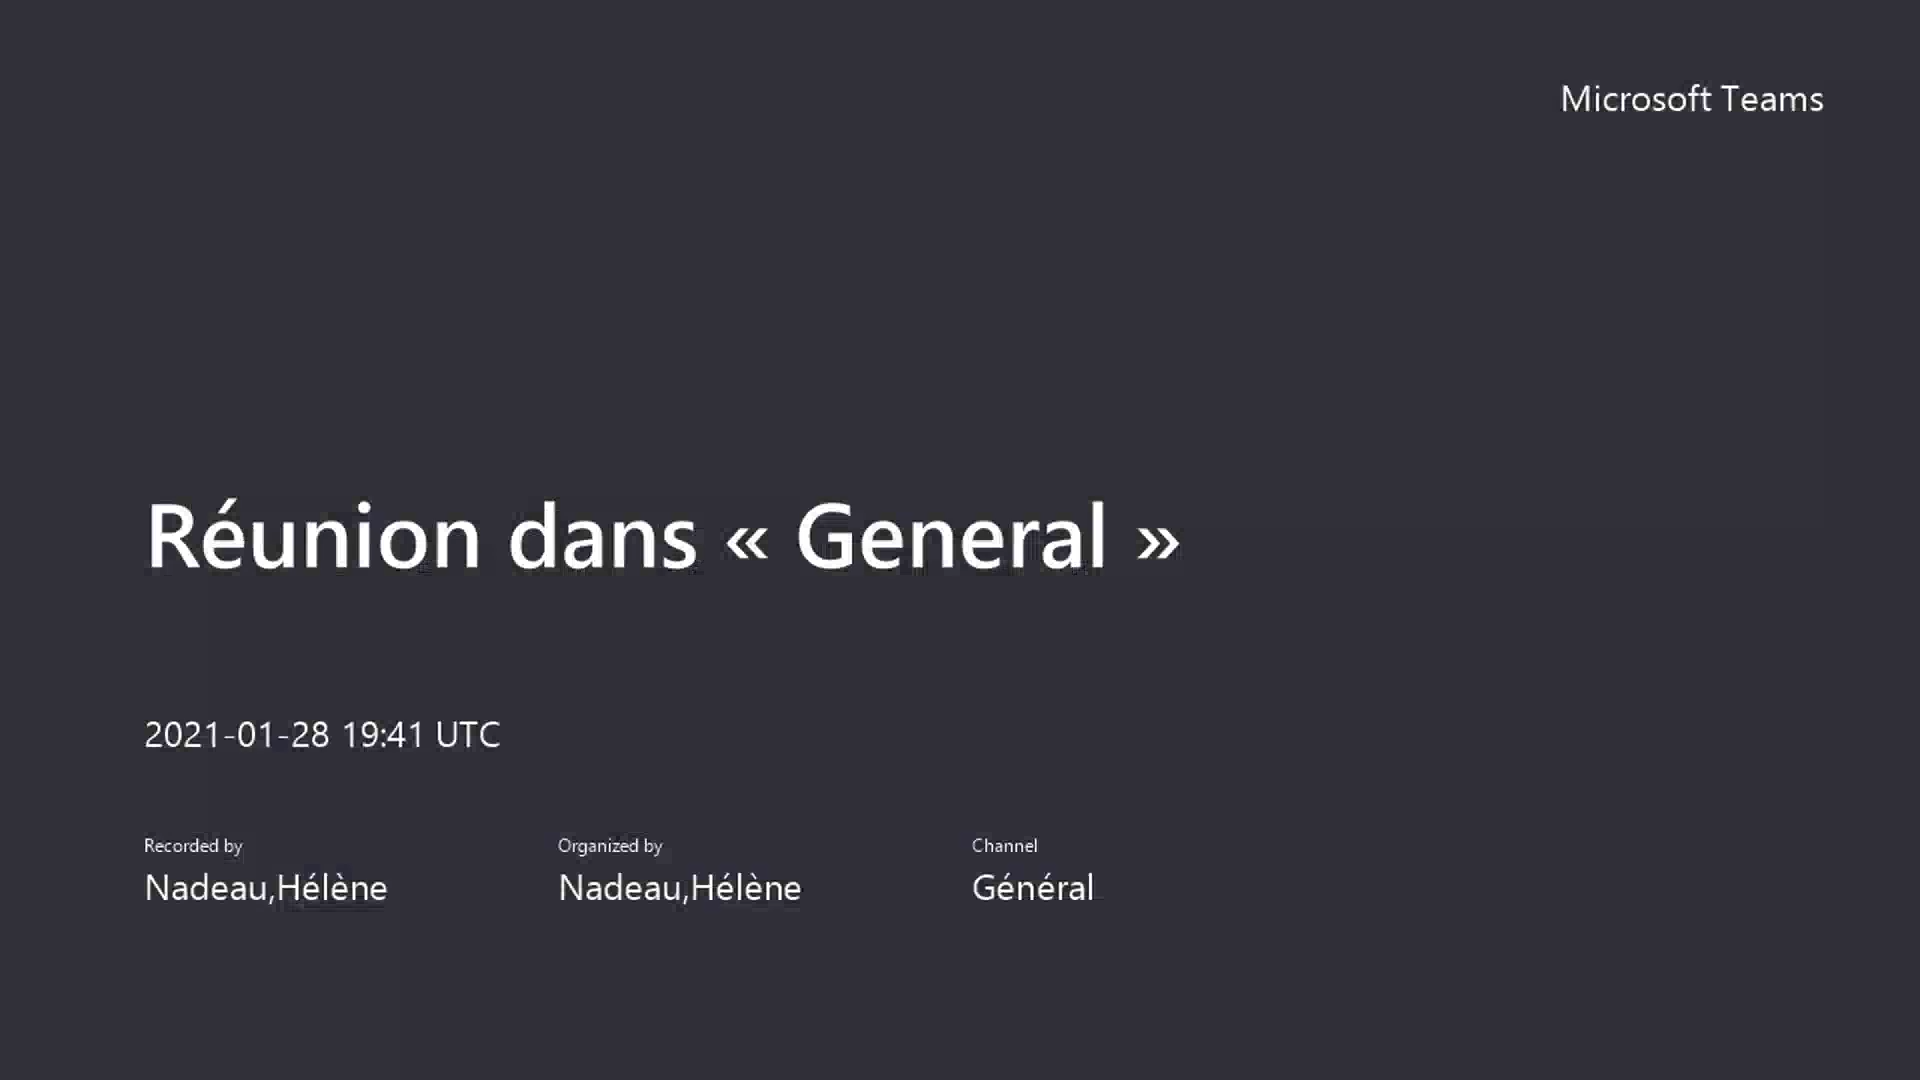 Microsoft Teams
Réunion dans « General »
2021-01-28 19:41 UTC
Recorded by
Nadeau,Hélène
Organized by
Nadeau,Hélène
Channel
Général